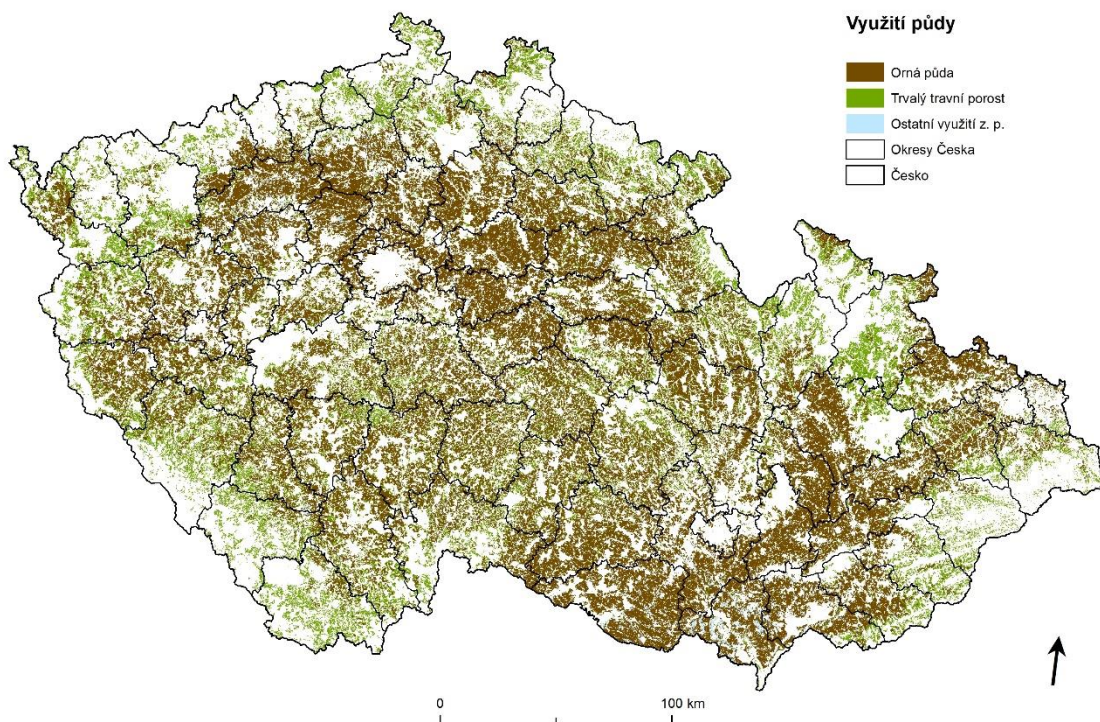 Využití půdy
Orná půda
Trvalý travní porost
Ostatní využití z. p.
Okresy Česka
Česko
0 100 km